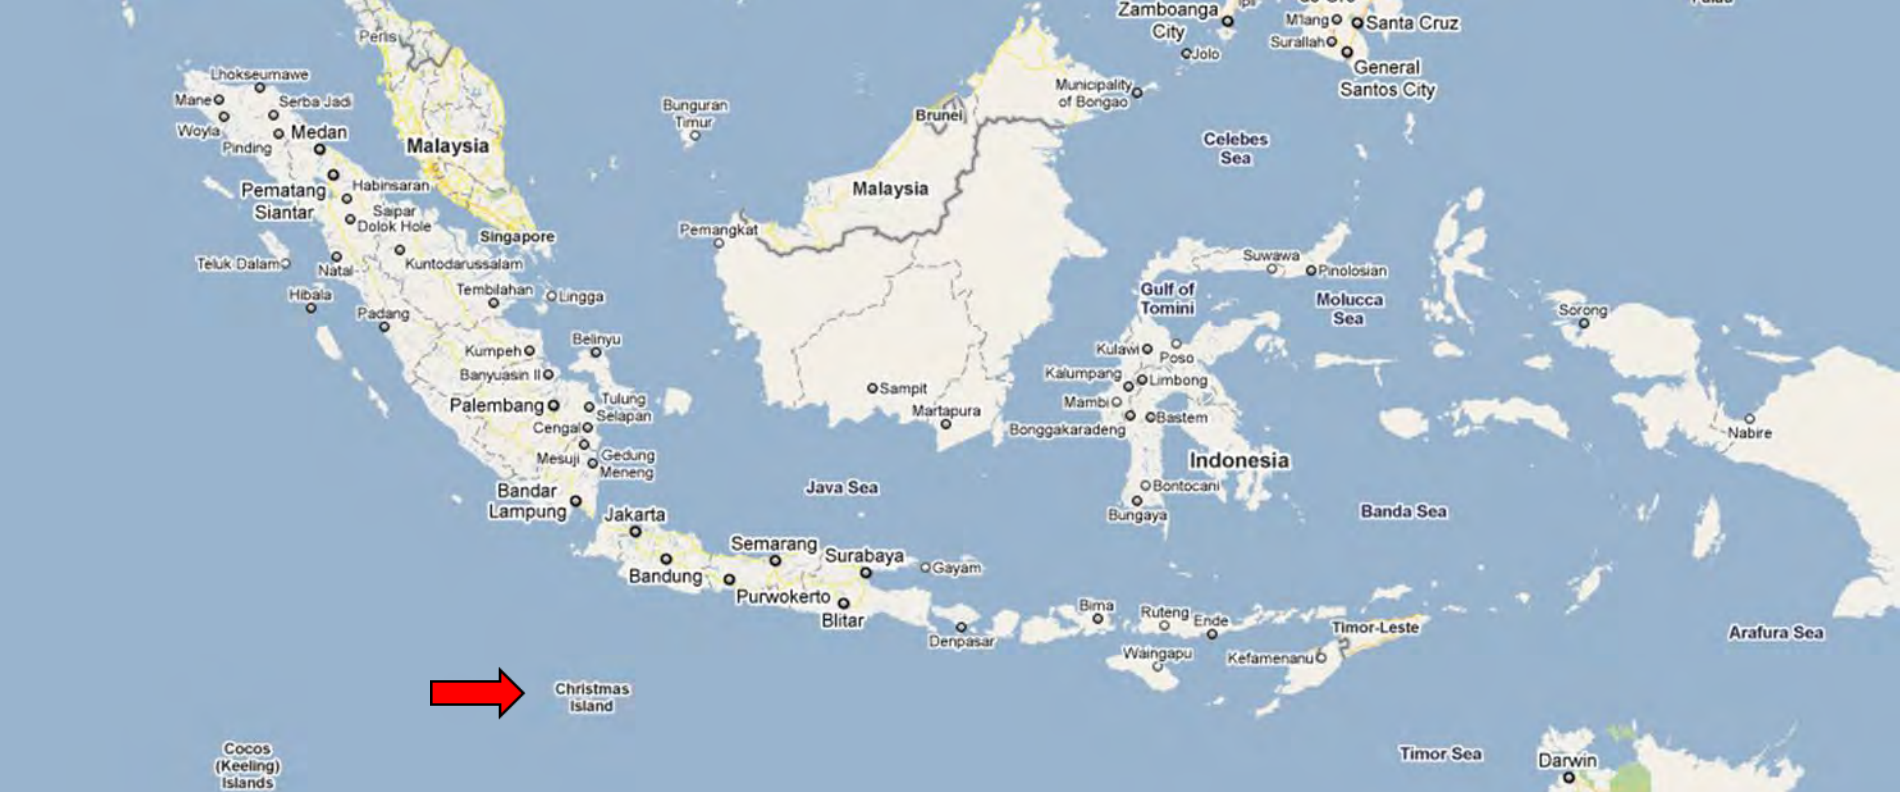 Perlis
Zamboanga
City
Jolo
M'lang
Santa Cruz
Surallah
General
Santos City
Lhokseumawe
Mane
Serba Jadi
Woyla
Medan
Pinding
Malaysia
Bunguran
Timur
Brunei
Municipality
of Bongao
Celebes
Sea
Pematang
Siantar
Habinsaran
Saipar
Dolok Hole
Malaysia
Singapore
Pemangkat
Teluk Dalam
Natal
Kuntodarussalam
Suwawa
Pinolosian
Hibala
Tembilahan
Lingga
Gulf of
Tomini
Molucca
Sea
Padang
Sorong
Kumpeh
Belinyu
Kulawi
Poso
Banyuasin II
Kalumpang
Limbong
Sampit
Palembang
Tulung
Selapan
Martapura
Mambi
Bastem
Cengal
Bonggakaradeng
Nabire
Mesuji
Gedung
Meneng
Indonesia
Java Sea
Bontocani
Bandar
Lampung
Jakarta
Bungaya
Banda Sea
Semarang
Surabaya
Gayam
Bandung
Purwokerto
Blitar
Bima
Ruteng
Ende
Denpasar
Timor-Leste
Arafura Sea
Waingapu
Kefamenanu
Christmas
Island
Cocos
(Keeling)
Islands
Timor Sea
Darwin